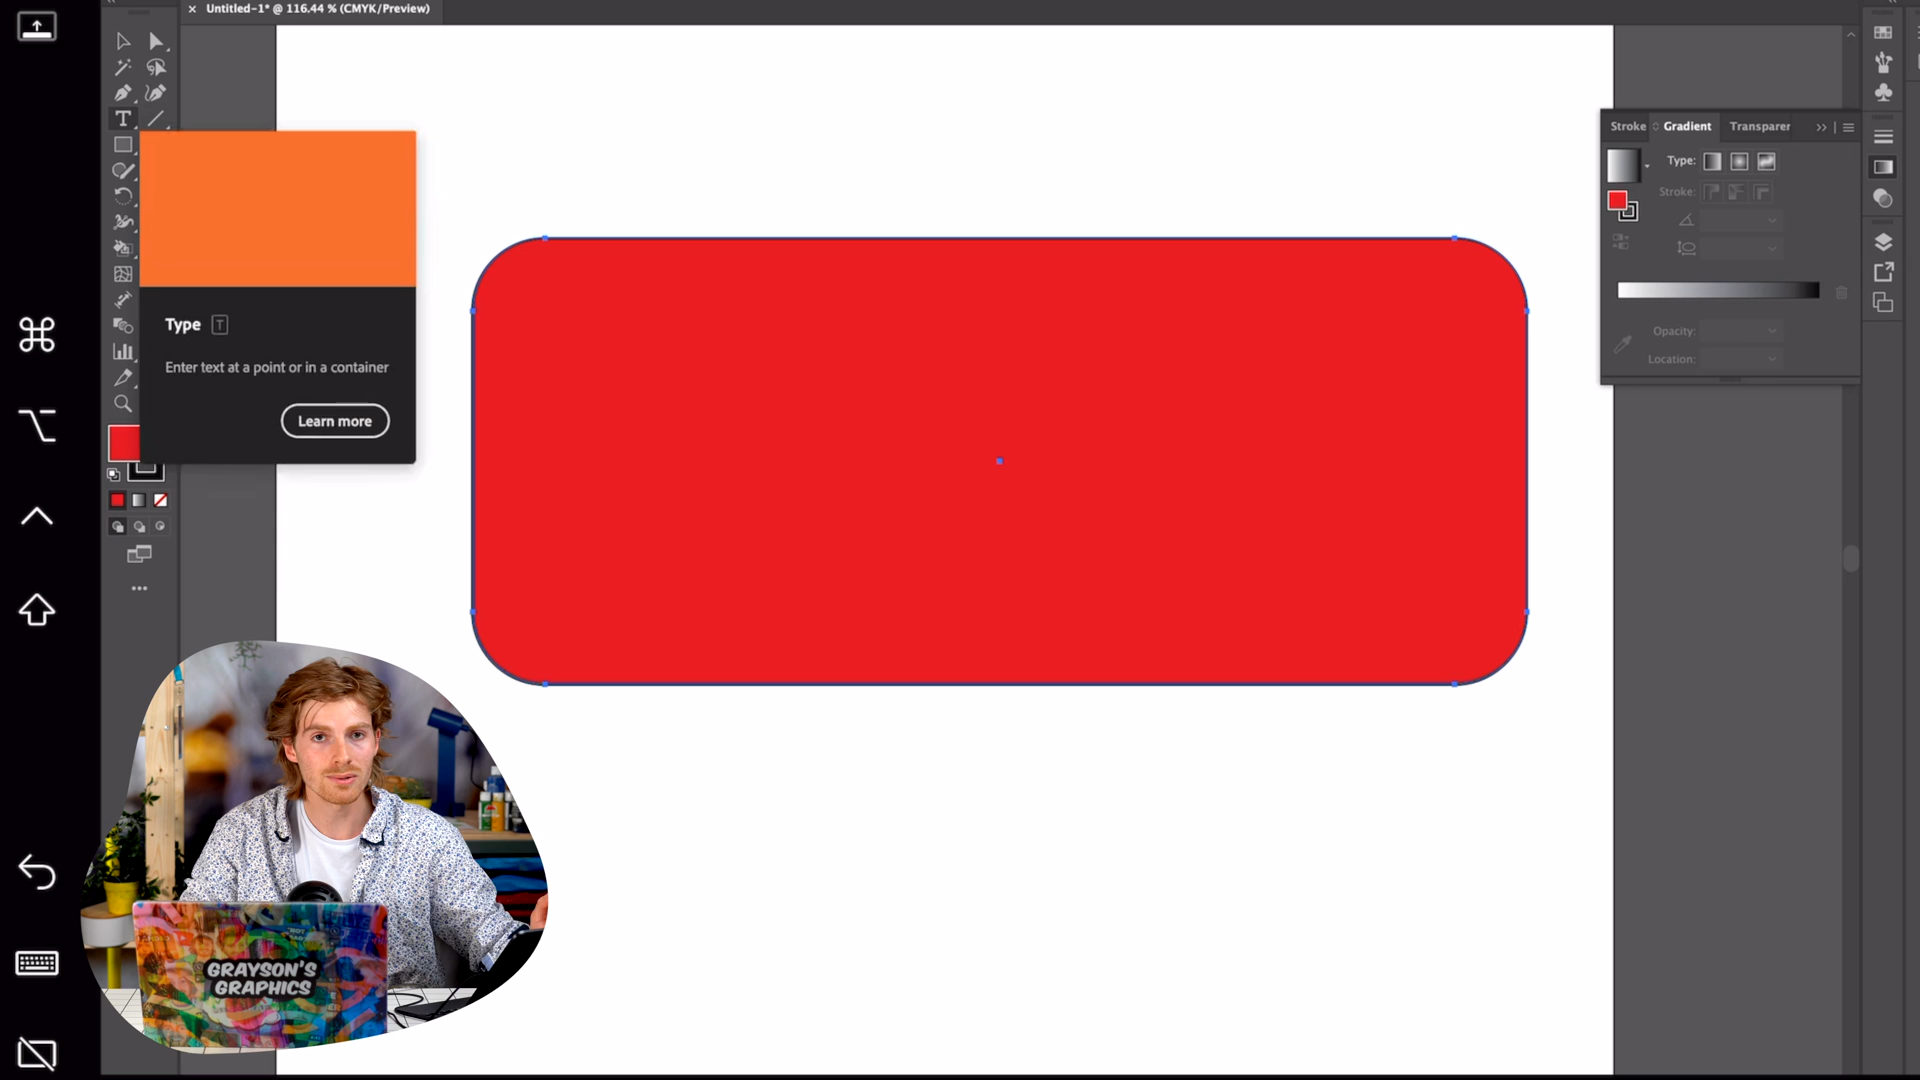 × Untitled-1* @ 116.44 % (CMYK/Preview)
Stroke Gradient Transparer
Type:
Stroke:
Type T
Enter text at a point or in a container
Learn more
Opacity:
Location:
GRAYSON'S
GRAPHICS